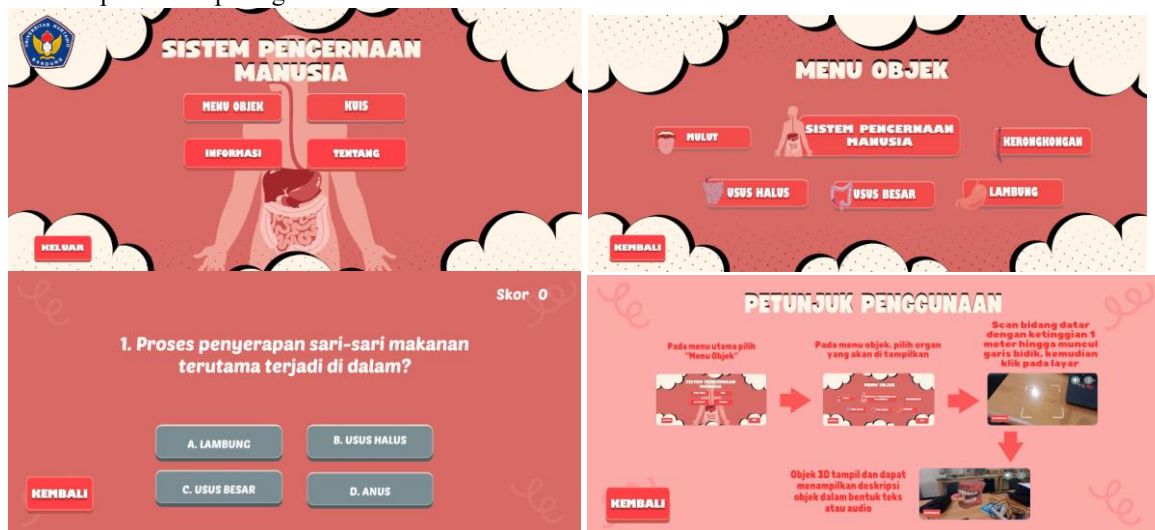 SISTEM PENCERNAAN
MANUSIA
MENU OBJEK
KUIS
INFORMASI
TENTANG
KELUAR
MENU OBJEK
MULUT
SISTEM PENCERNAAN
MANUSIA
KERONGKONGAN
USUS HALUS
USUS BESAR
LAMBUNG
KEMBALI
Skor 0
1. Proses penyerapan sari-sari makanan
terutama terjadi di dalam?
A. LAMBUNG
B. USUS HALUS
C. USUS BESAR
D. ANUS
KEMBALI
PETUNJUK PENGGUNAAN
Pada menu utama pilih
"Menu Objek"
Pada menu objek, pilih organ
yang akan di tampilkan
Scan bidang datar
dengan ketinggian 1
meter hingga muncul
garis bidik, kemudian
klik pada layar
Objek 3D tampil dan dapat
menampilkan deskripsi
objek dalam bentuk teks
atau audio
KEMBALI